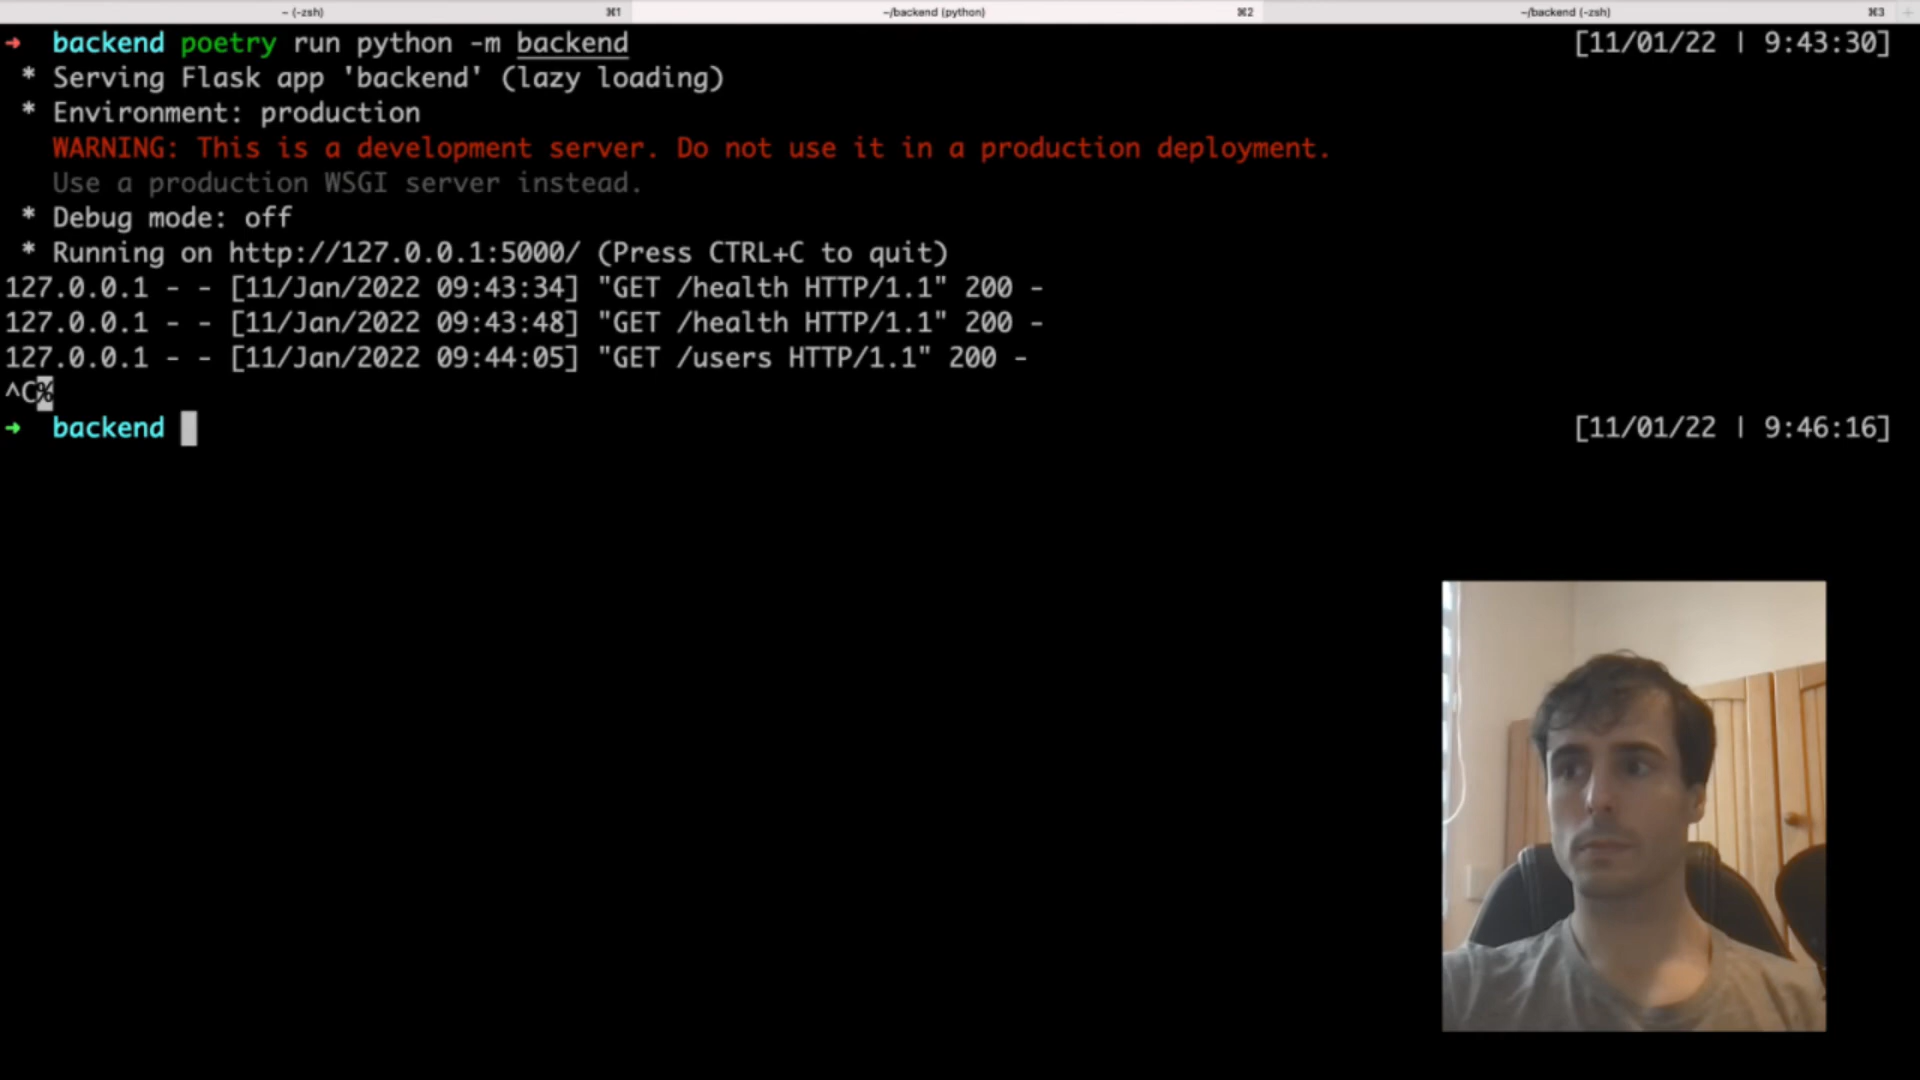 ~ (-zsh) ⌘1 ~/backend (python) ⌘2 ~/backend (-zsh) ⌘3 +
➜ backend poetry run python -m backend [11/01/22 | 9:43:30]
* Serving Flask app 'backend' (lazy loading)
* Environment: production
WARNING: This is a development server. Do not use it in a production deployment.
Use a production WSGI server instead.
* Debug mode: off
* Running on http://127.0.0.1:5000/ (Press CTRL+C to quit)
127.0.0.1 - - [11/Jan/2022 09:43:34] "GET /health HTTP/1.1" 200 -
127.0.0.1 - - [11/Jan/2022 09:43:48] "GET /health HTTP/1.1" 200 -
127.0.0.1 - - [11/Jan/2022 09:44:05] "GET /users HTTP/1.1" 200 -
^C%
➜ backend [11/01/22 | 9:46:16]